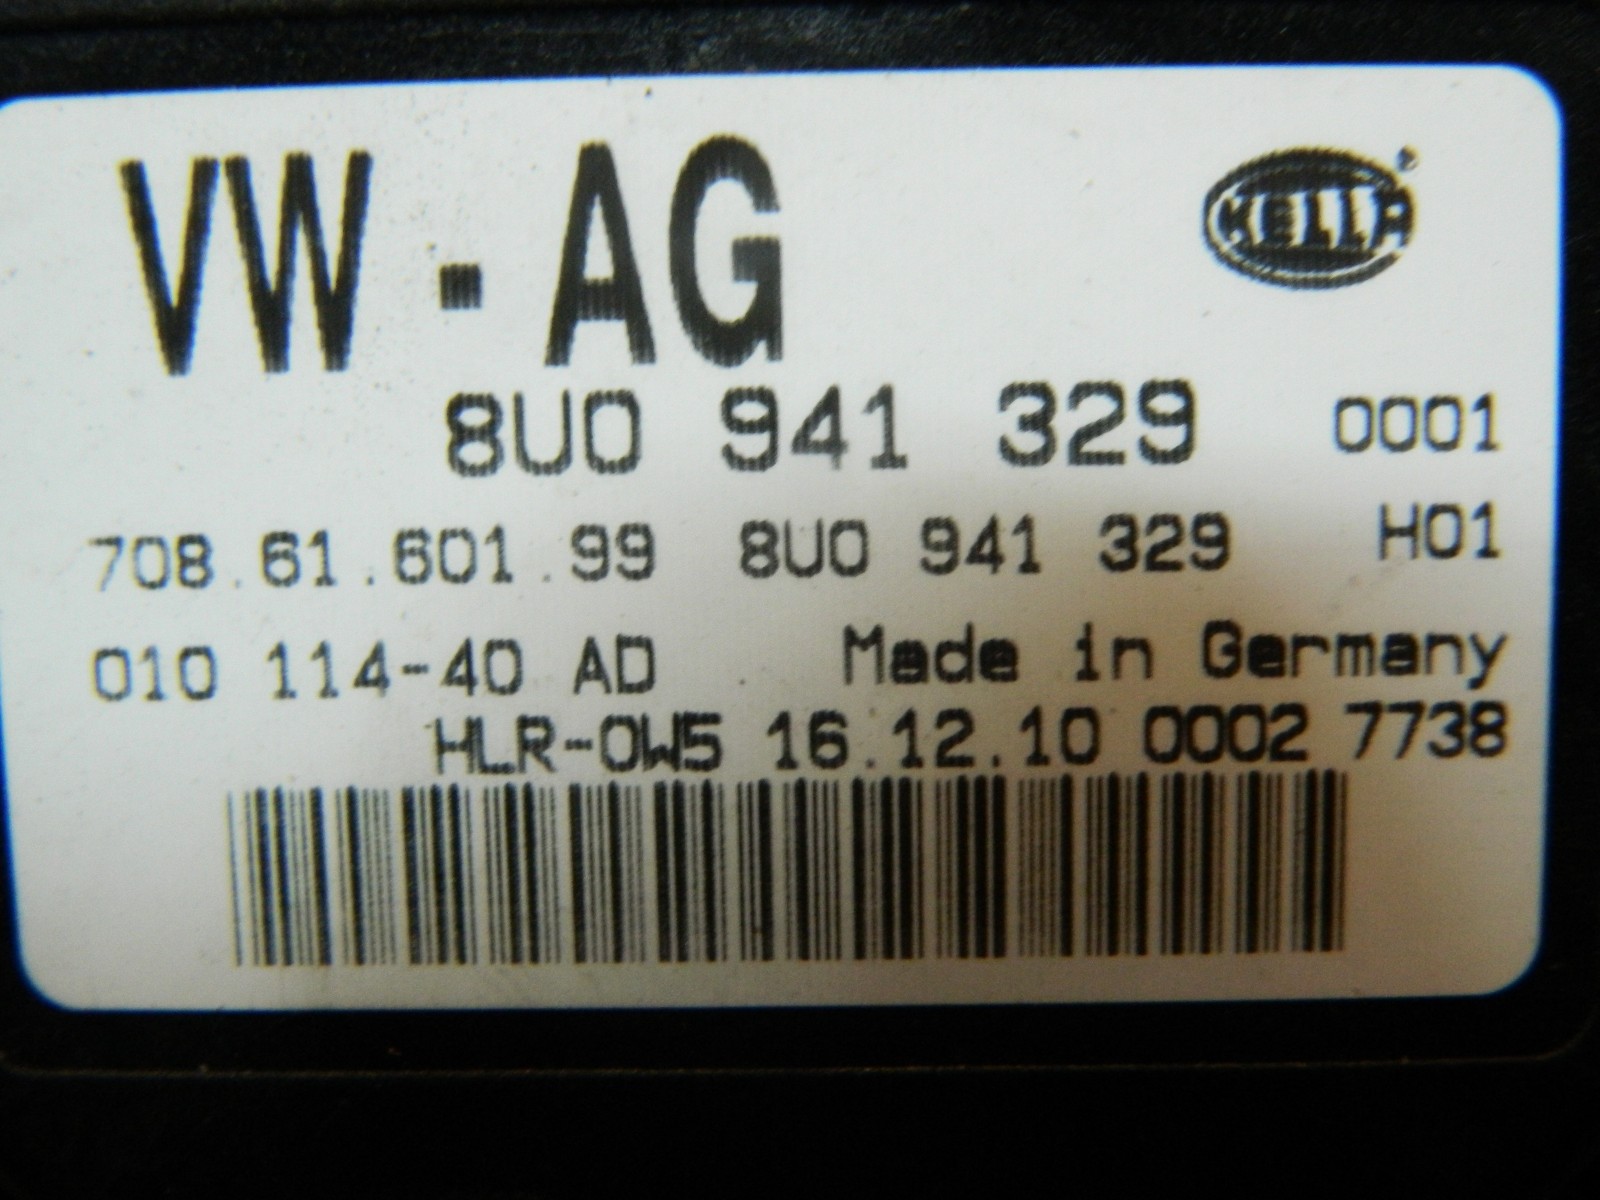 VW-AG
HELLA®
8U0 941 329 0001
708.61.601.99 8U0 941 329 H01
010 114-40 AD Made in Germany
HLR-OW5 16.12.10 0002 7738